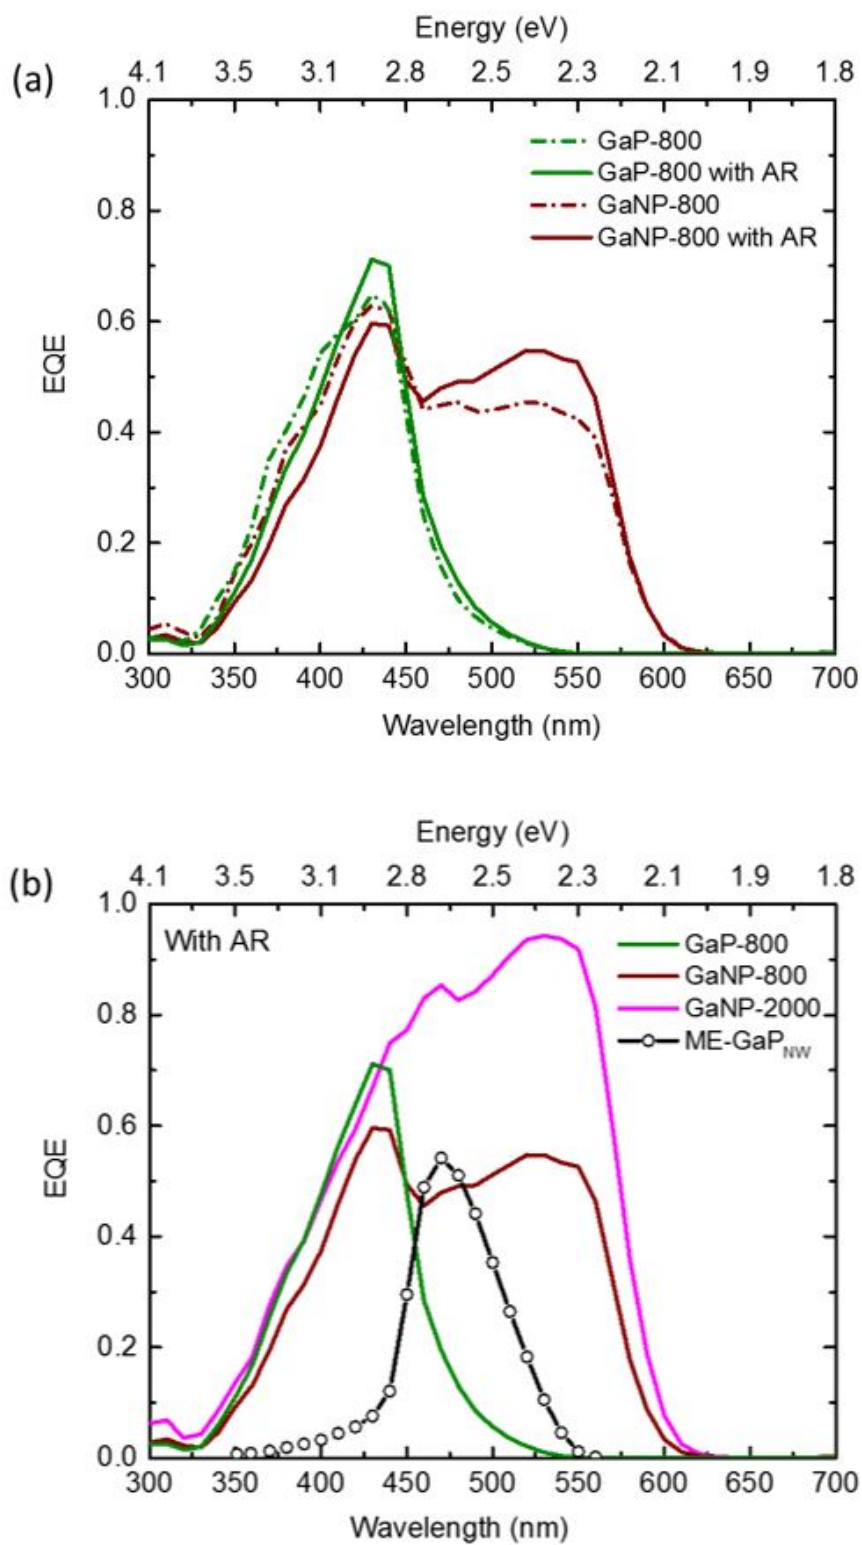 Energy (eV)
(a)
4.1 3.5 3.1 2.8 2.5 2.3 2.1 1.9 1.8
1.0
0.8
0.6
0.4
0.2
0.0
EQE
GaP-800
GaP-800 with AR
GaNP-800
GaNP-800 with AR
300 350 400 450 500 550 600 650 700
Wavelength (nm)
Energy (eV)
(b)
4.1 3.5 3.1 2.8 2.5 2.3 2.1 1.9 1.8
1.0
0.8
0.6
0.4
0.2
0.0
EQE
With AR
GaP-800
GaNP-800
GaNP-2000
ME-GaP_NW
300 350 400 450 500 550 600 650 700
Wavelength (nm)